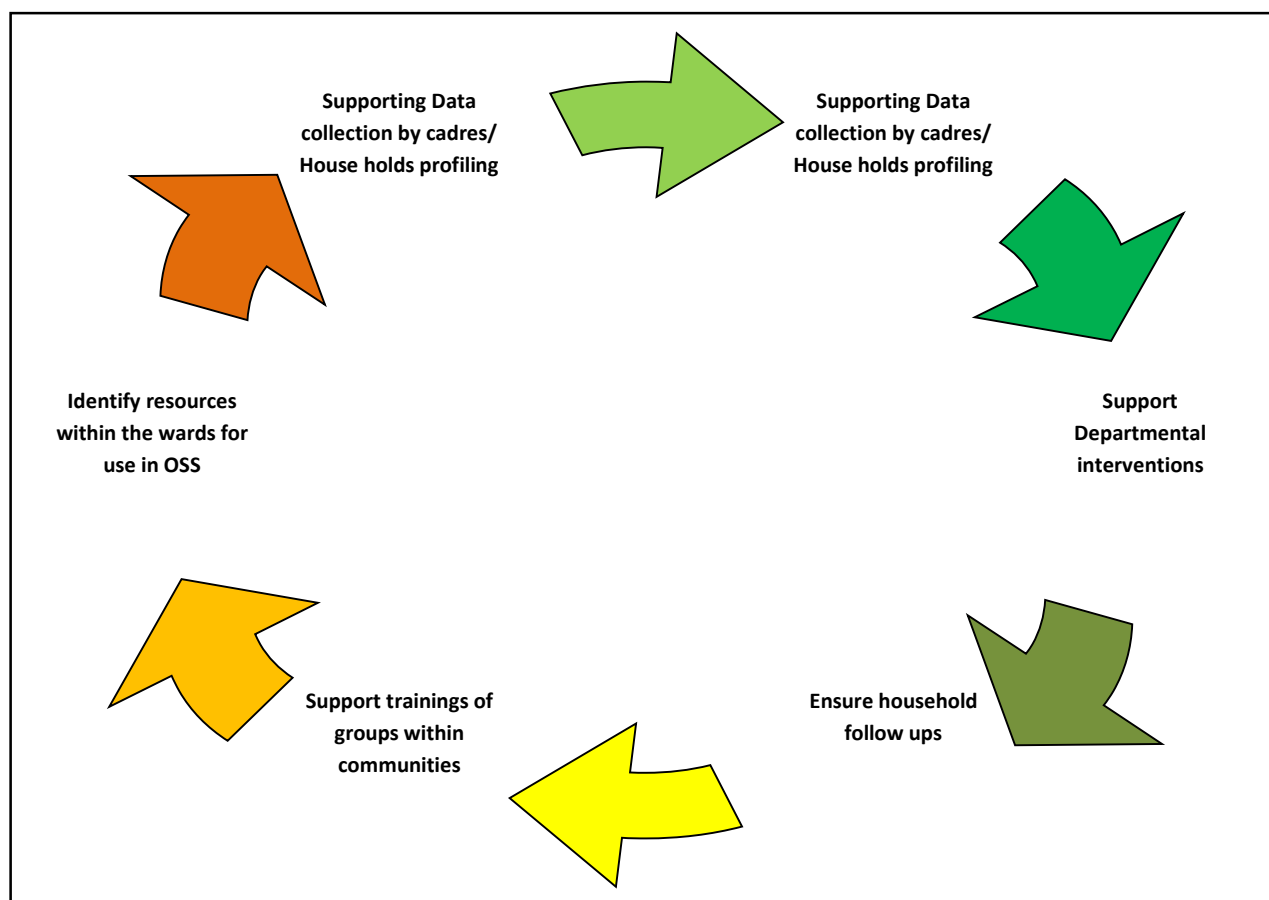 Supporting Data
collection by cadres/
House holds profiling
Supporting Data
collection by cadres/
House holds profiling
Support
Departmental
interventions
Ensure household
follow ups
Support trainings of
groups within
communities
Identify resources
within the wards for
use in OSS